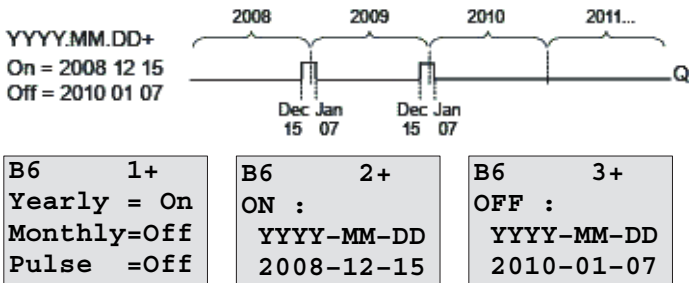 2008 2009 2010 2011...
YYYY.MM.DD+
On = 2008 12 15
Off = 2010 01 07
Q
Dec Jan Dec Jan
15 07 15 07
B6 1+
Yearly = On
Monthly=Off
Pulse =Off
B6 2+
ON :
YYYY-MM-DD
2008-12-15
B6 3+
OFF :
YYYY-MM-DD
2010-01-07